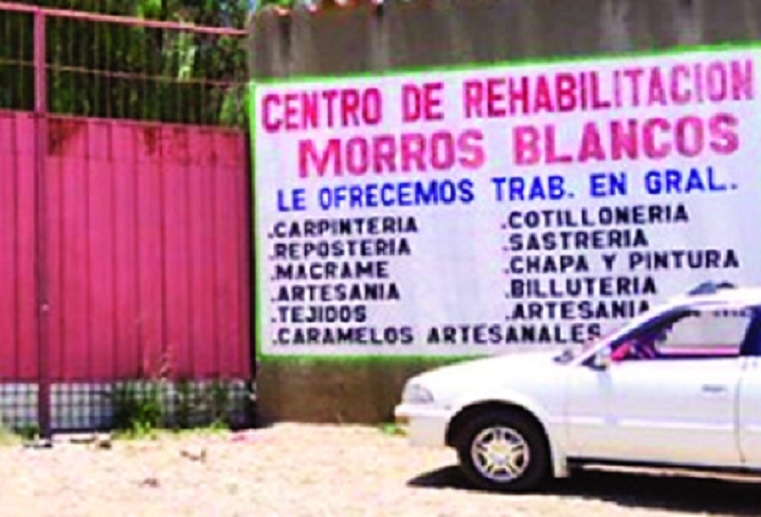 CENTRO DE REHABILITACION
MORROS BLANCOS
LE OFRECEMOS TRAB. EN GRAL.
.CARPINTERIA
.REPOSTERIA
.MACRAME
.ARTESANIA
.TEJIDOS
.CARAMELOS ARTESANALES
.COTILLONERIA
.SASTRERIA
.CHAPA Y PINTURA
.BILLUTERIA
.ARTESANIA